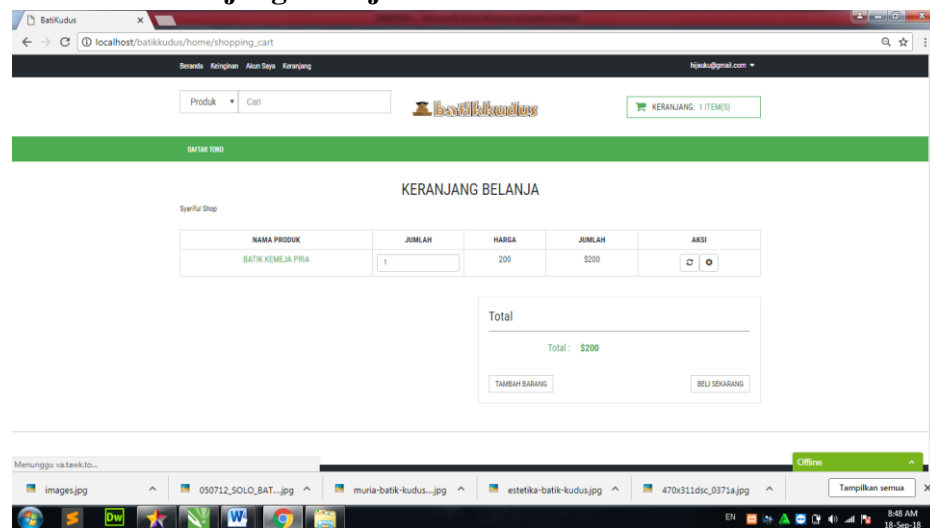 BatiKudus
localhost/batikkudus/home/shopping_cart
Beranda Keinginan Akun Saya Keranjang hijauku@gmail.com
Produk Cari batikkudus KERANJANG: 1 ITEM(S)
DAFTAR TOKO
KERANJANG BELANJA
Syariful Shop
NAMA PRODUK JUMLAH HARGA JUMLAH AKSI
BATIK KEMEJA PRIA 1 200 $200
Total
Total : $200
TAMBAH BARANG BELI SEKARANG
Menunggu va.tawk.to... Offline
images.jpg 050712_SOLO_BAT....jpg muria-batik-kudus....jpg estetika-batik-kudus.jpg 470x311dsc_0371a.jpg Tampilkan semua
Dw W EN 8:48 AM
18-Sep-18